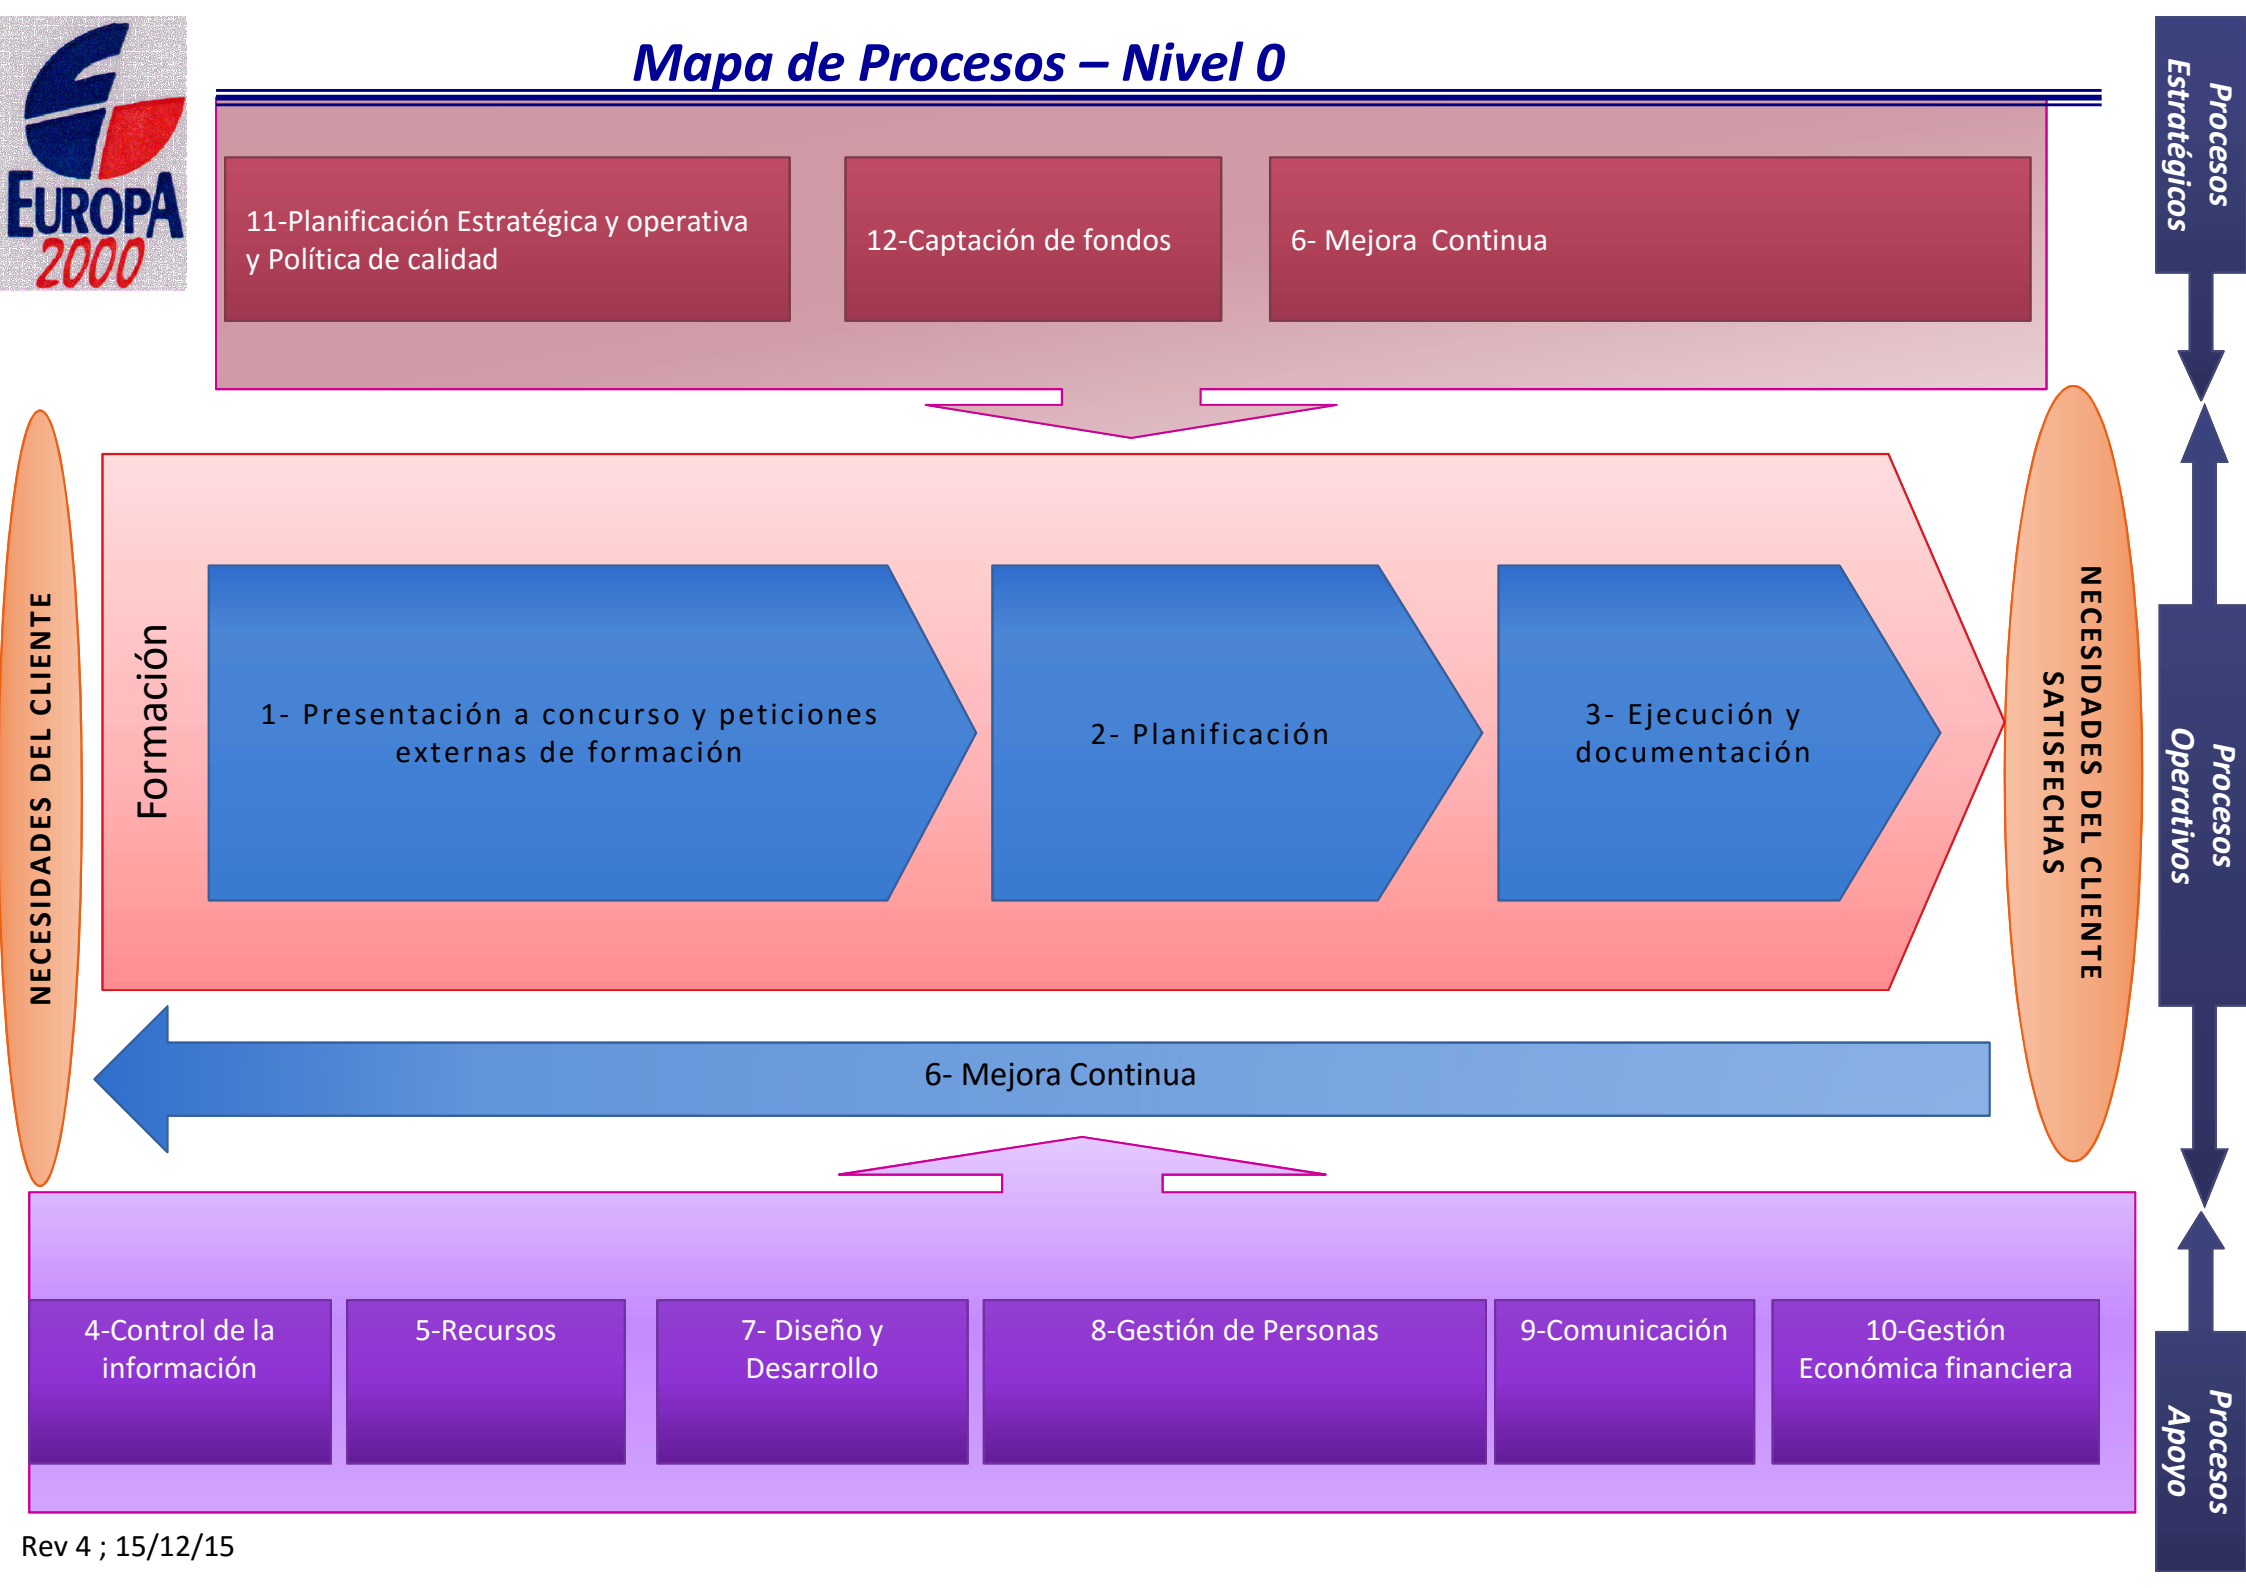 Mapa de Procesos – Nivel 0
EUROPA
2000
Procesos
Estratégicos
11-Planificación Estratégica y operativa
y Política de calidad
12-Captación de fondos
6- Mejora  Continua
NECESIDADES DEL CLIENTE
Formación
1- Presentación a concurso y peticiones
externas de formación
2- Planificación
3- Ejecución y
documentación
NECESIDADES DEL CLIENTE
SATISFECHAS
Procesos
Operativos
6- Mejora Continua
4-Control de la
información
5-Recursos
7- Diseño y
Desarrollo
8-Gestión de Personas
9-Comunicación
10-Gestión
Económica financiera
Procesos
Apoyo
Rev 4 ; 15/12/15